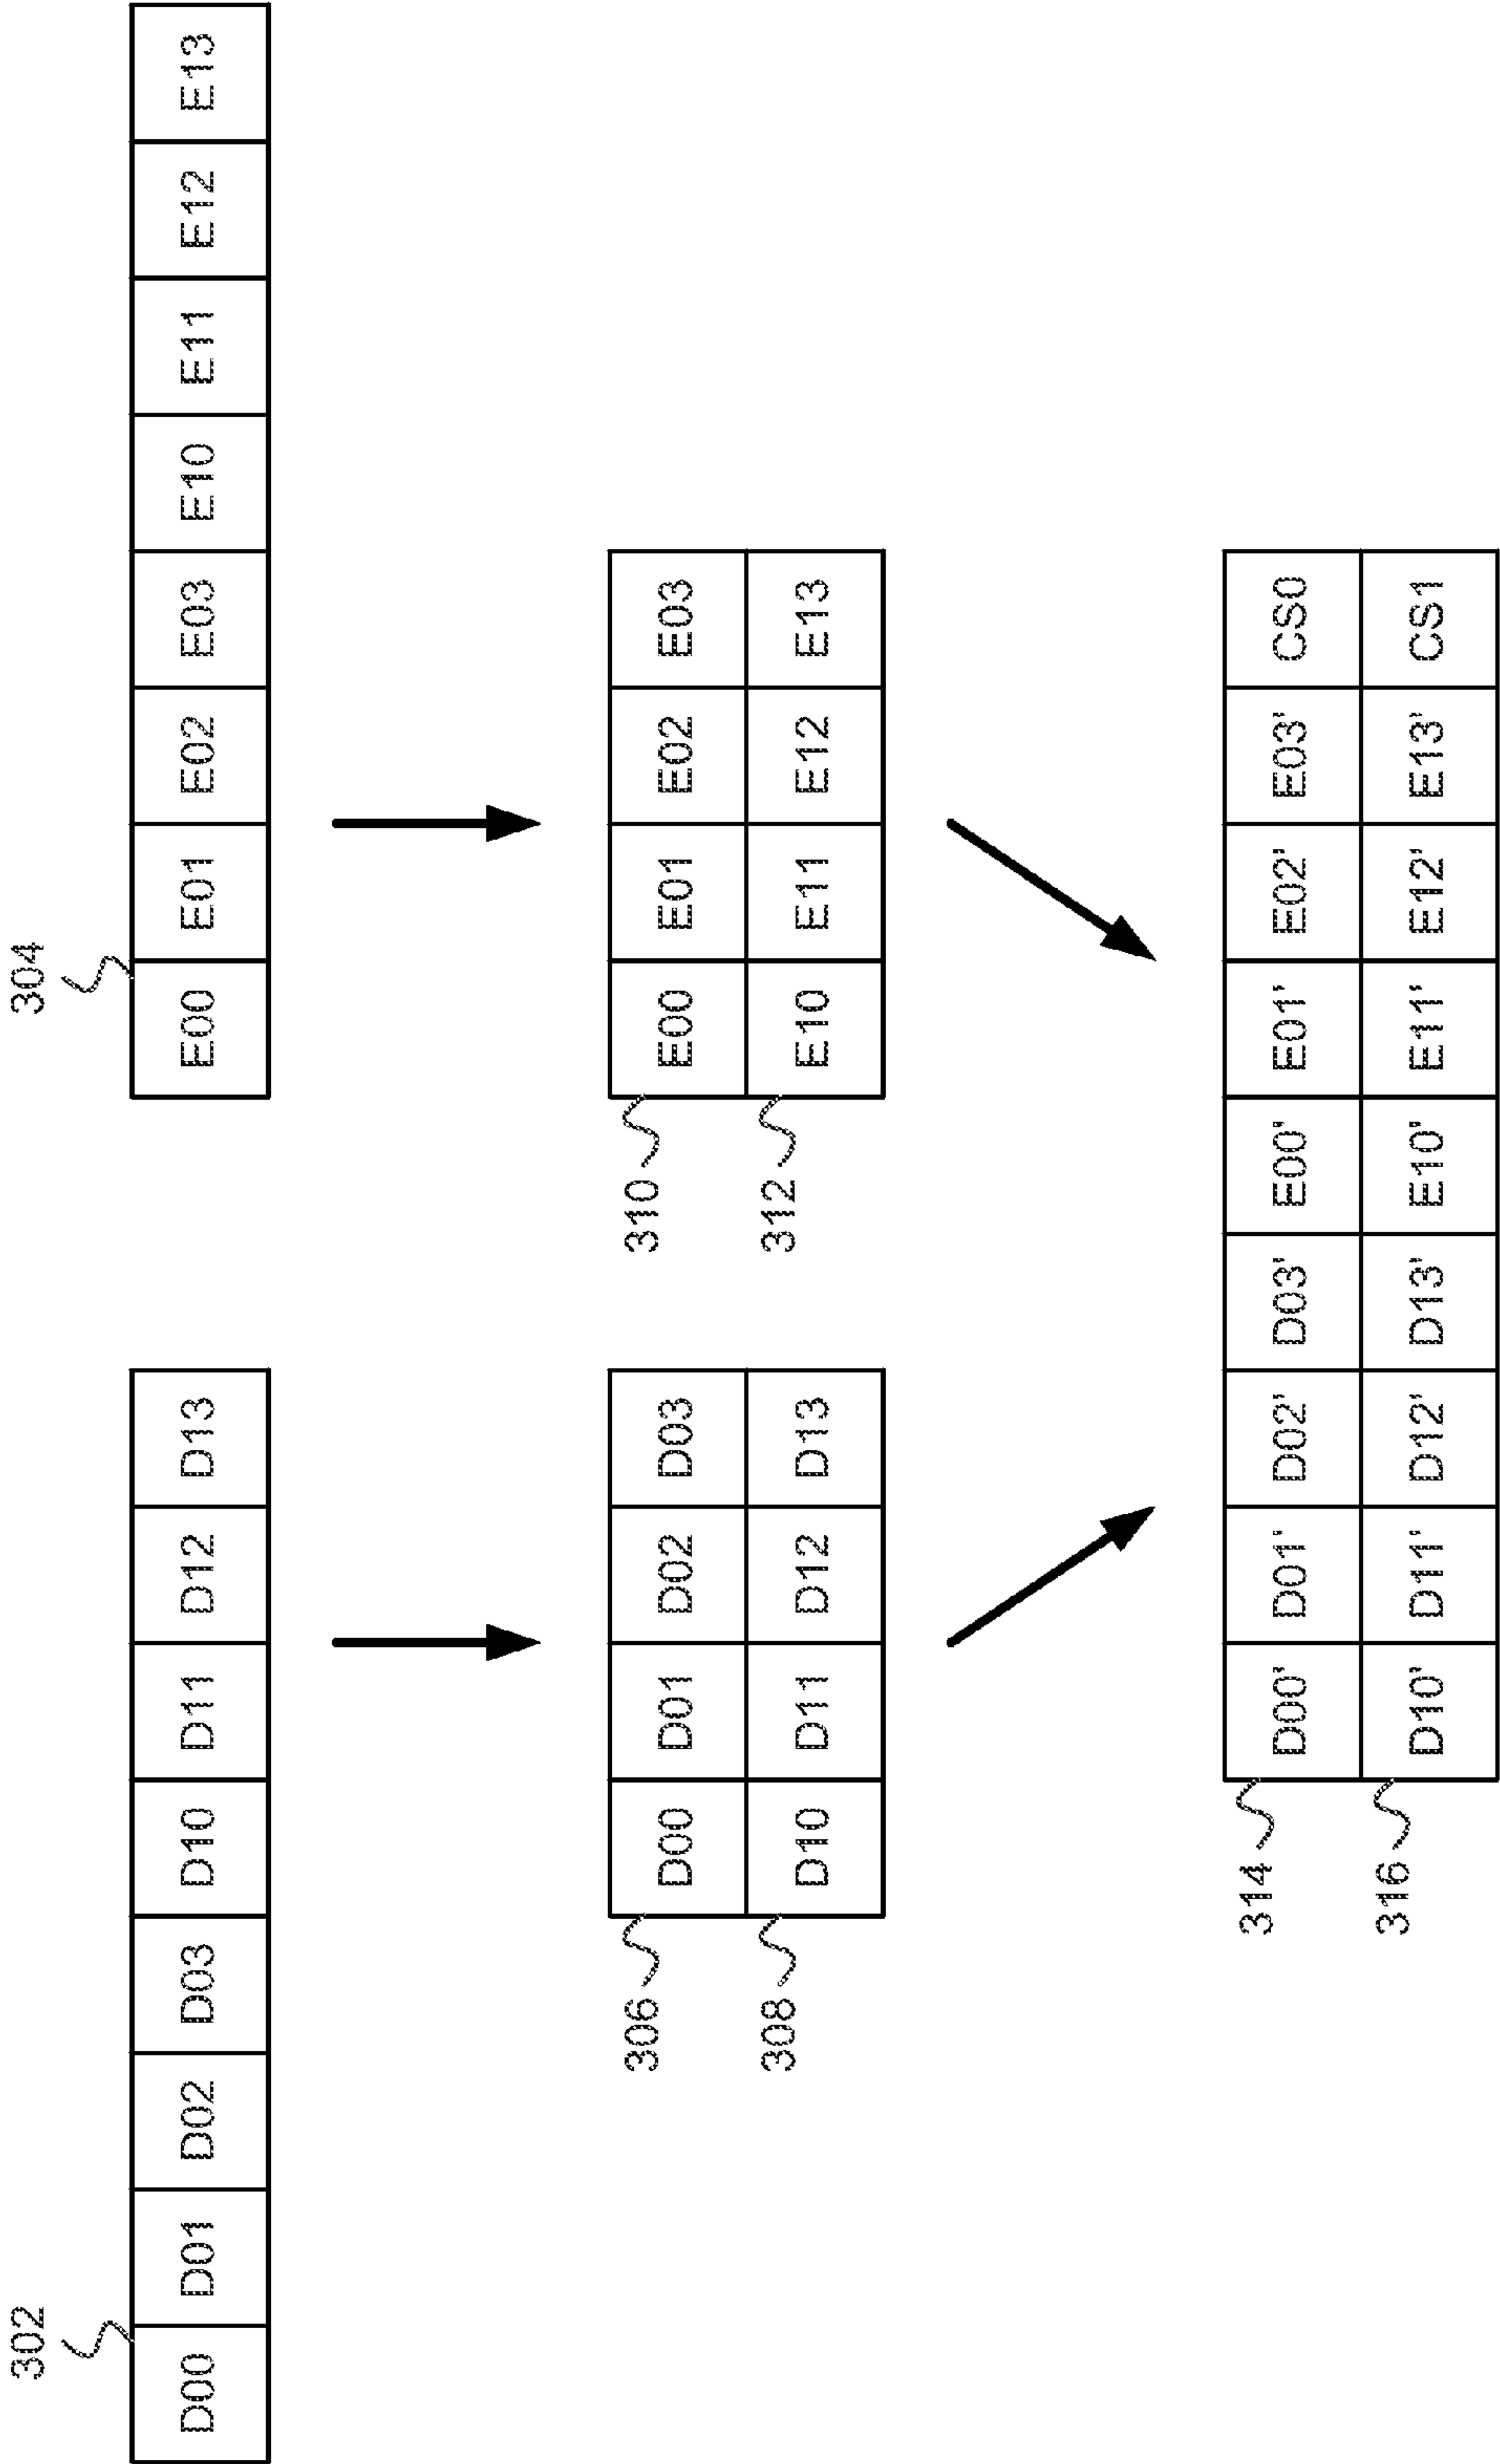 302
304
D00 D01 D02 D03 D10 D11 D12 D13
E00 E01 E02 E03 E10 E11 E12 E13
306 D00 D01 D02 D03
308 D10 D11 D12 D13
310 E00 E01 E02 E03
312 E10 E11 E12 E13
314 D00' D01' D02' D03' E00' E01' E02' E03' CS0
316 D10' D11' D12' D13' E10' E11' E12' E13' CS1